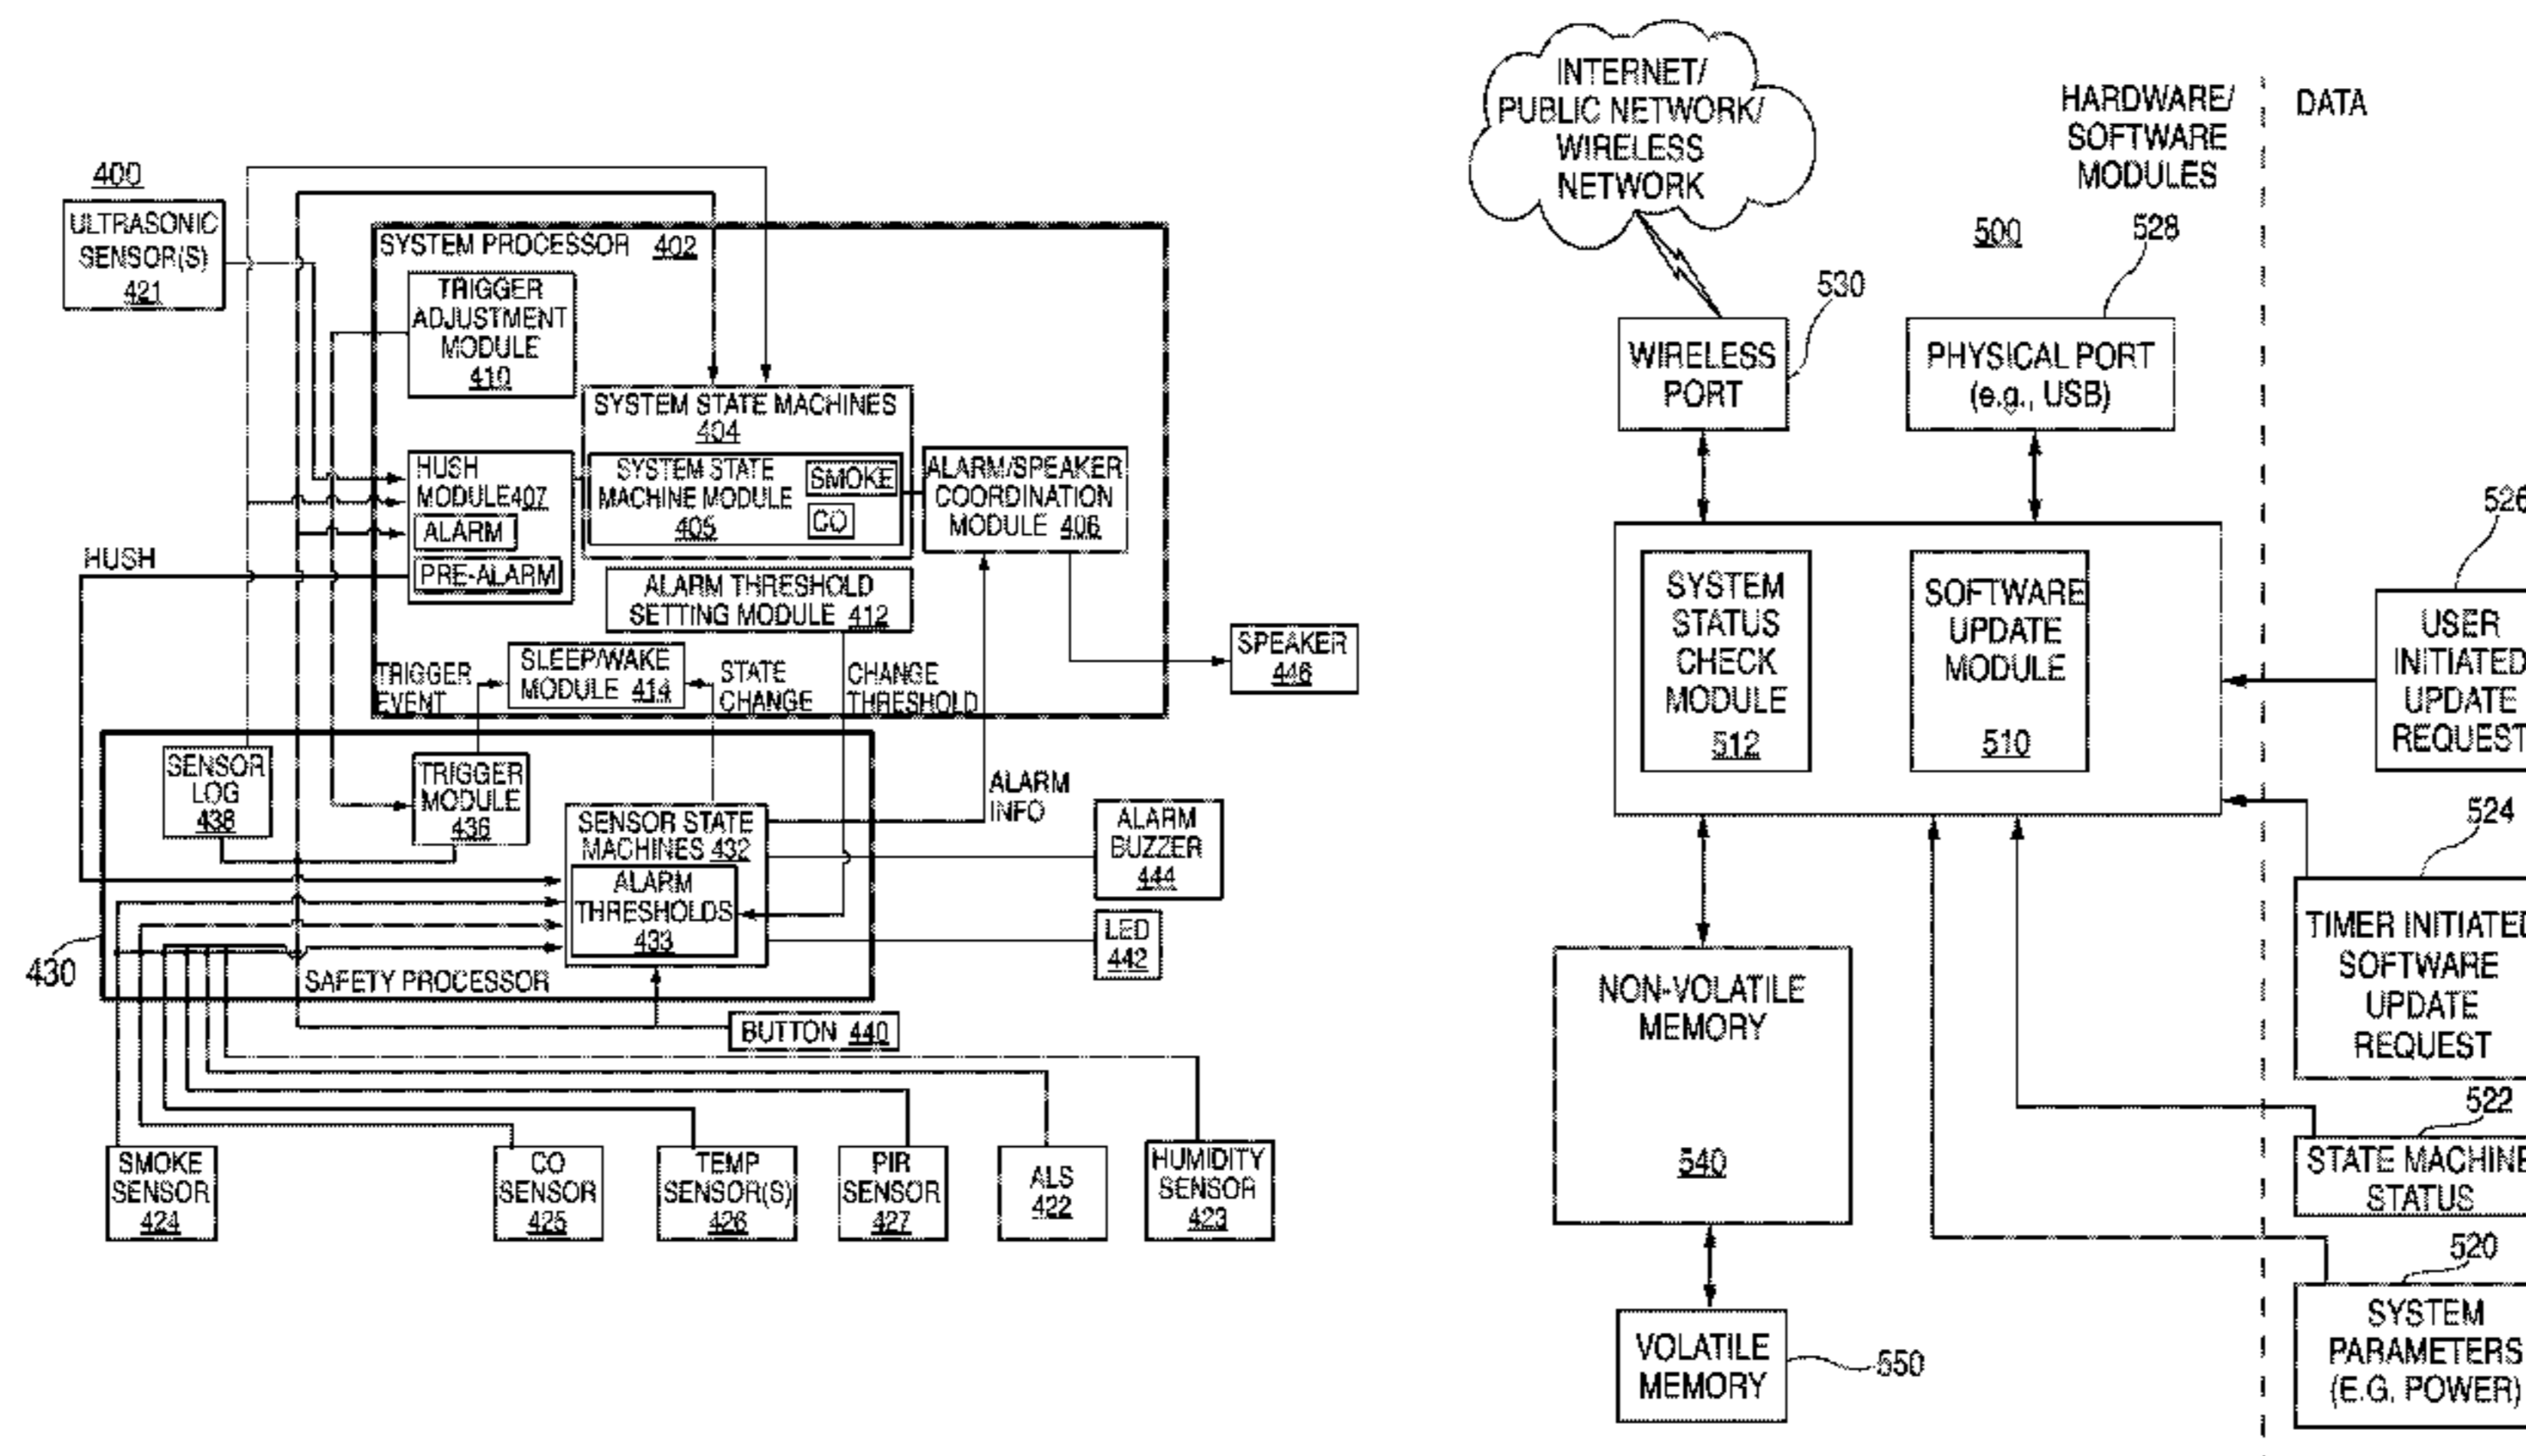 400
ULTRASONIC
SENSOR(S)
421
SYSTEM PROCESSOR 402
TRIGGER
ADJUSTMENT
MODULE
410
SYSTEM STATE MACHINES
404
HUSH
MODULE407
ALARM
PRE-ALARM
SYSTEM STATE
MACHINE MODULE
405
SMOKE
CO
ALARM/SPEAKER
COORDINATION
MODULE 406
HUSH
ALARM THRESHOLD
SETTING MODULE 412
TRIGGER
EVENT
SLEEP/WAKE
MODULE 414
STATE
CHANGE
CHANGE
THRESHOLD
SPEAKER
446
SENSOR
LOG
438
TRIGGER
MODULE
436
SENSOR STATE
MACHINES 432
ALARM
THRESHOLDS
433
ALARM
INFO
ALARM
BUZZER
444
LED
442
430
SAFETY PROCESSOR
BUTTON 440
SMOKE
SENSOR
424
CO
SENSOR
425
TEMP
SENSOR(S)
426
PIR
SENSOR
427
ALS
422
HUMIDITY
SENSOR
423
INTERNET/
PUBLIC NETWORK/
WIRELESS
NETWORK
HARDWARE/
SOFTWARE
MODULES
DATA
500
528
530
WIRELESS
PORT
PHYSICAL PORT
(e.g., USB)
526
SYSTEM
STATUS
CHECK
MODULE
512
SOFTWARE
UPDATE
MODULE
510
USER
INITIATED
UPDATE
REQUEST
524
TIMER INITIATED
SOFTWARE
UPDATE
REQUEST
NON-VOLATILE
MEMORY
540
522
STATE MACHINE
STATUS
520
SYSTEM
PARAMETERS
(E.G. POWER)
VOLATILE
MEMORY
550